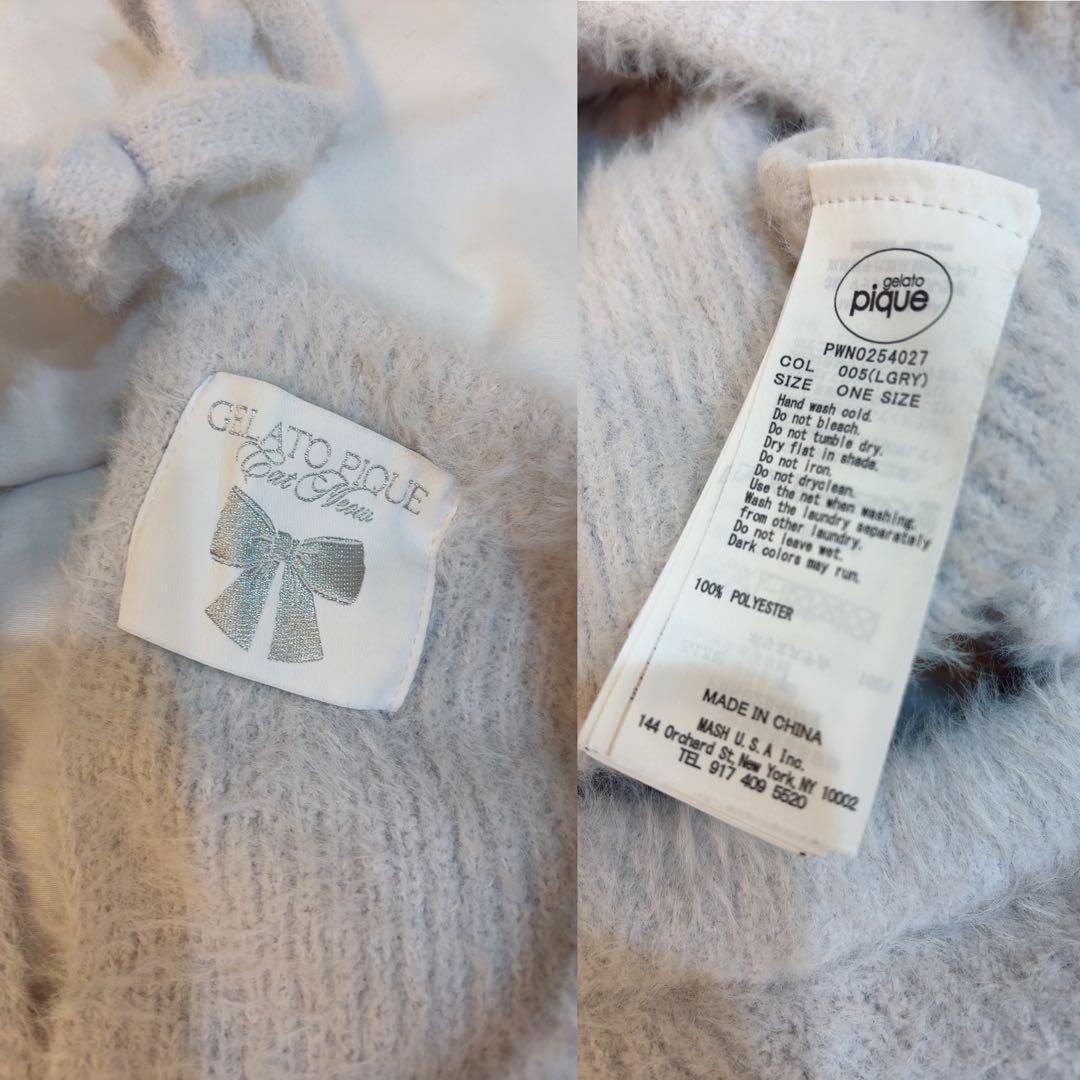 GELATO PIQUE
Cat Meow
gelato
pique
PWNO254027
COL 005(LGRY)
SIZE ONE SIZE
Hand wash cold.
Do not bleach.
Do not tumble dry.
Dry flat in shade.
Do not iron.
Do not dryclean.
Use the net when washing.
Wash the laundry separately
from other laundry.
Do not leave wet.
Dark colors may run.
100% POLYESTER
MADE IN CHINA
MASH U.S.A Inc.
144 Orchard St, New York, NY 10002
TEL 917 409 5520